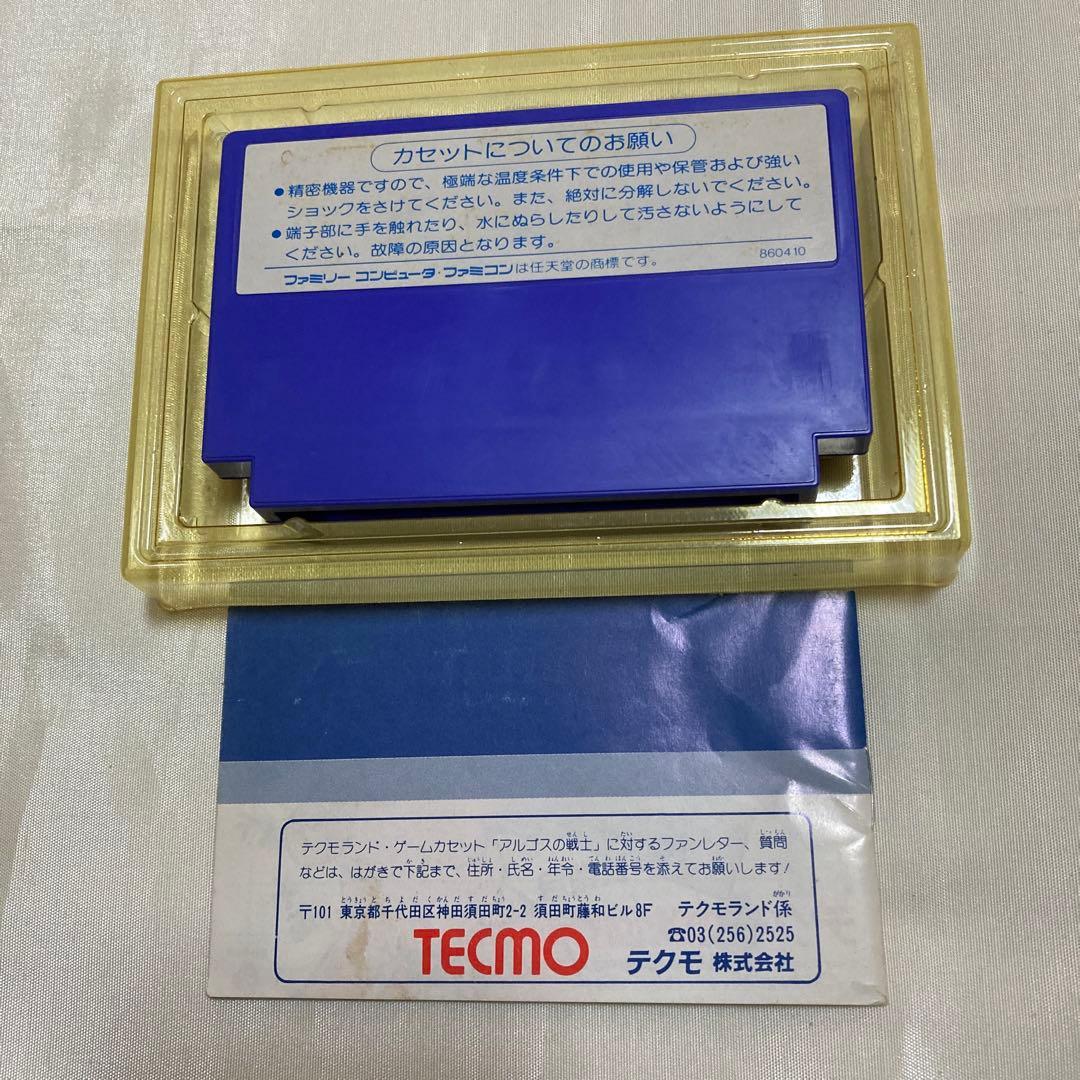 カセットについてのお願い
●精密機器ですので、極端な温度条件下での使用や保管および強い
ショックをさけてください。また、絶対に分解しないでください。
●端子部に手を触れたり、水にぬらしたりして汚さないようにして
ください。故障の原因となります。
860410
ファミリー コンピュータ・ファミコンは任天堂の商標です。
テクモランド・ゲームカセット「アルゴスの戦士」に対するファンレター、質問
などは、はがきで下記まで、住所・氏名・年令・電話番号を添えてお願いします!
〒101 東京都千代田区神田須田町2-2 須田町藤和ビル8F テクモランド係
☎03(256)2525
TECMO テクモ 株式会社